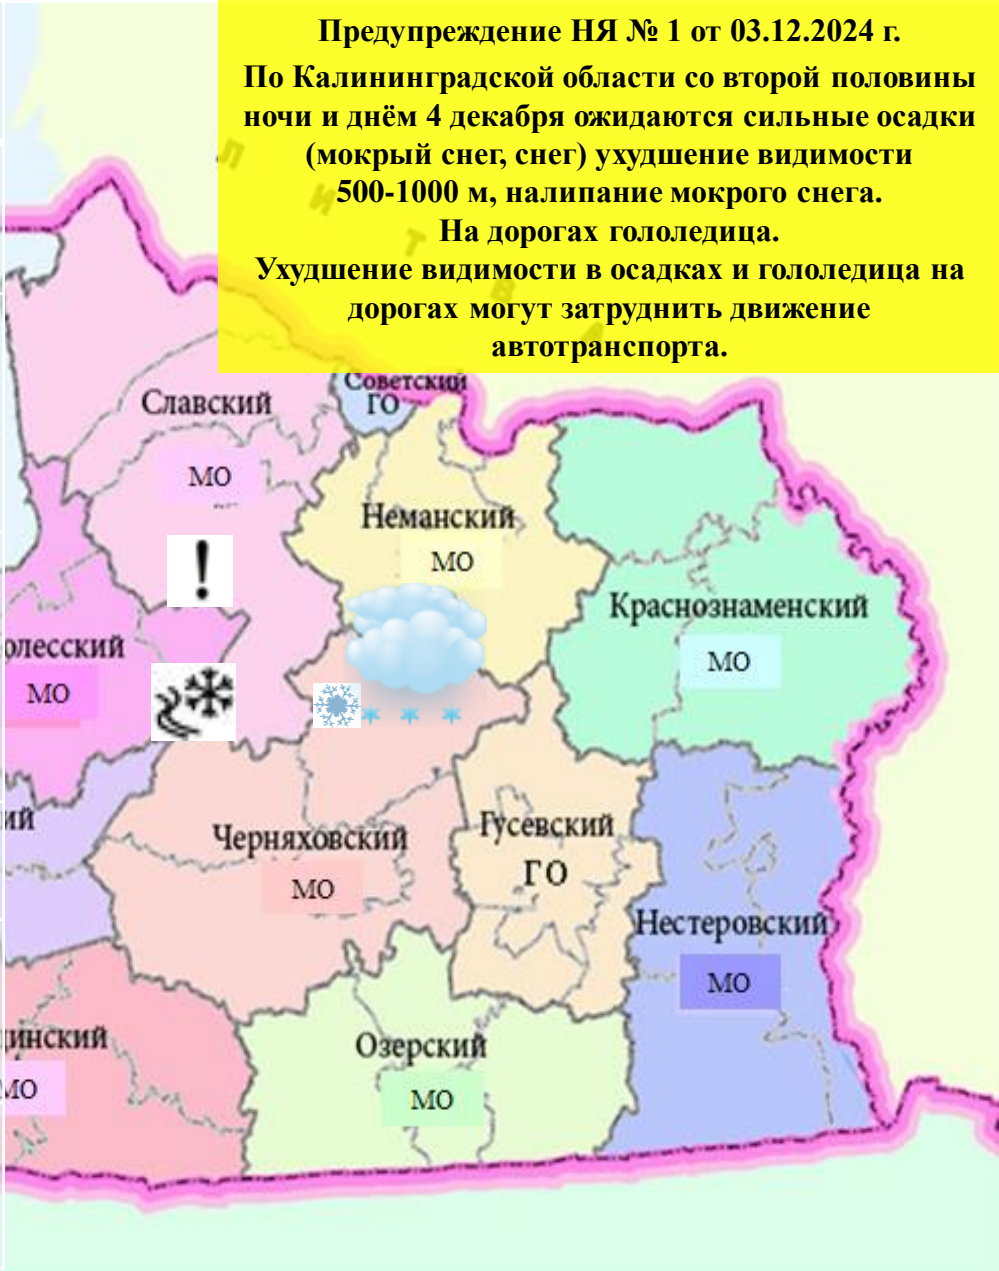 Предупреждение НЯ № 1 от 03.12.2024 г.
По Калининградской области со второй половины
ночи и днём 4 декабря ожидаются сильные осадки
(мокрый снег, снег) ухудшение видимости
500-1000 м, налипание мокрого снега.
На дорогах гололедица.
Ухудшение видимости в осадках и гололедица на
дорогах могут затруднить движение
автотранспорта.
Л И Т В
Советский
ГО
Славский
МО
Неманский
МО
!
Краснознаменский
МО
олесский
МО
ий
Черняховский
МО
Гусевский
ГО
Нестеровский
МО
динский
МО
Озерский
МО